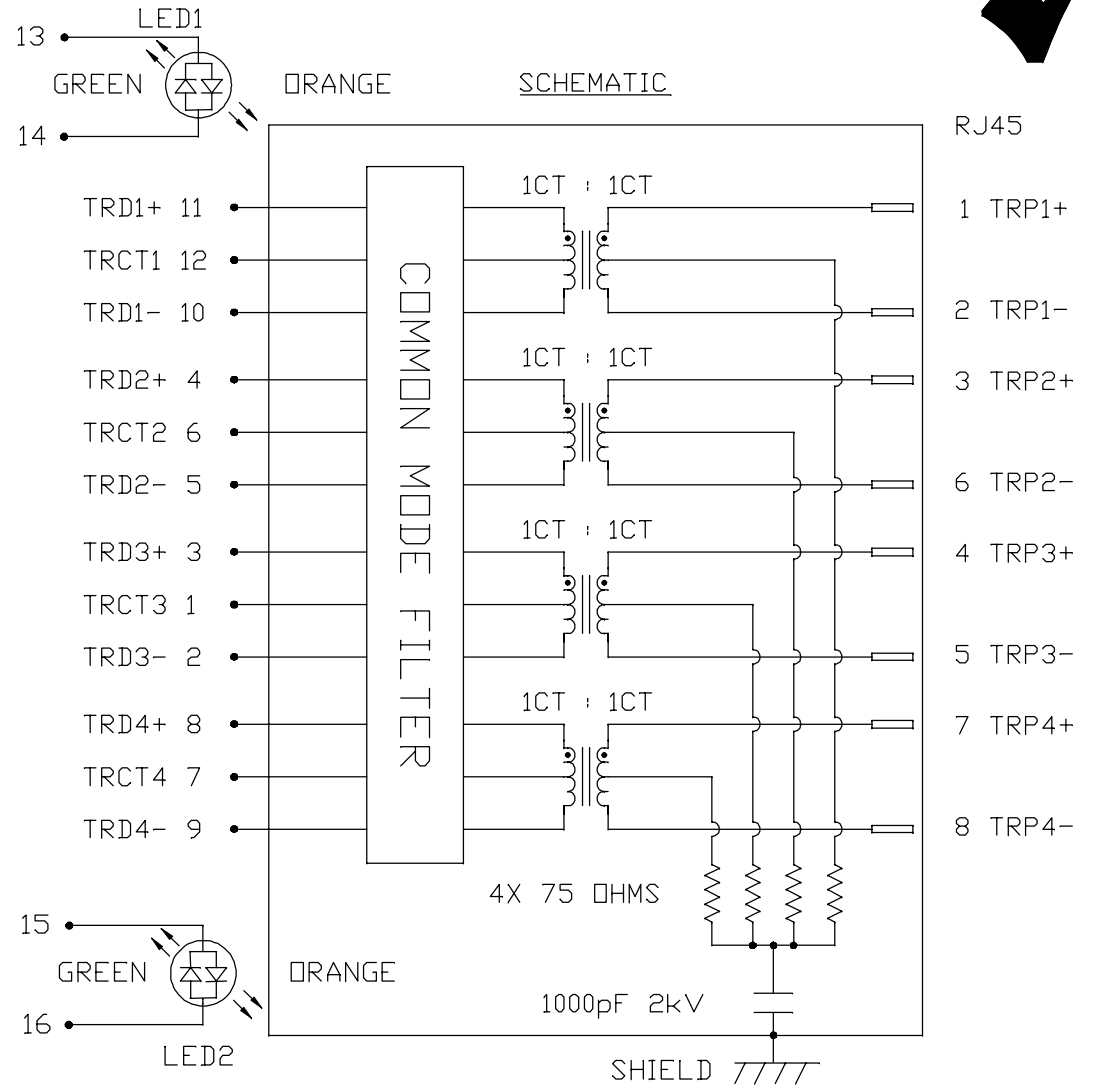 LED1
13
GREEN ORANGE SCHEMATIC
14
RJ45
1CT : 1CT
TRD1+ 11 1 TRP1+
TRCT1 12
TRD1- 10 2 TRP1-
1CT : 1CT
TRD2+ 4 3 TRP2+
TRCT2 6
TRD2- 5 6 TRP2-
1CT : 1CT
TRD3+ 3 4 TRP3+
TRCT3 1
TRD3- 2 5 TRP3-
1CT : 1CT
TRD4+ 8 7 TRP4+
TRCT4 7
TRD4- 9 8 TRP4-
COMMON MODE FILTER
4X 75 OHMS
15
GREEN ORANGE
1000pF 2kV
16
LED2
SHIELD